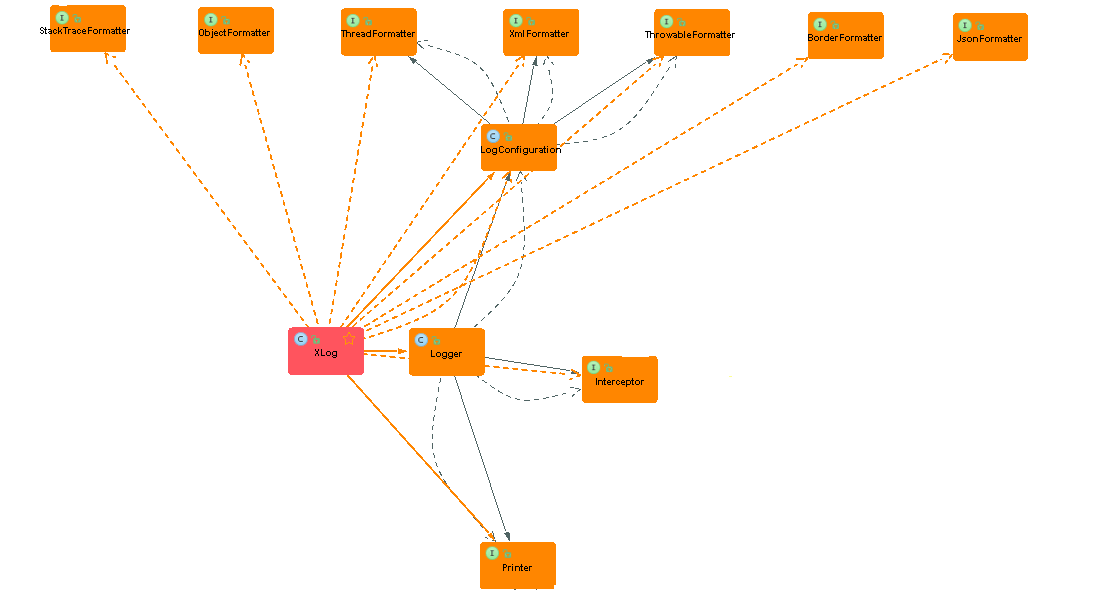 I
StackTraceFormatter
I
ObjectFormatter
I
ThreadFormatter
I
XmlFormatter
I
ThrowableFormatter
I
BorderFormatter
I
JsonFormatter
C
LogConfiguration
C
XLog
C
Logger
I
Interceptor
I
Printer